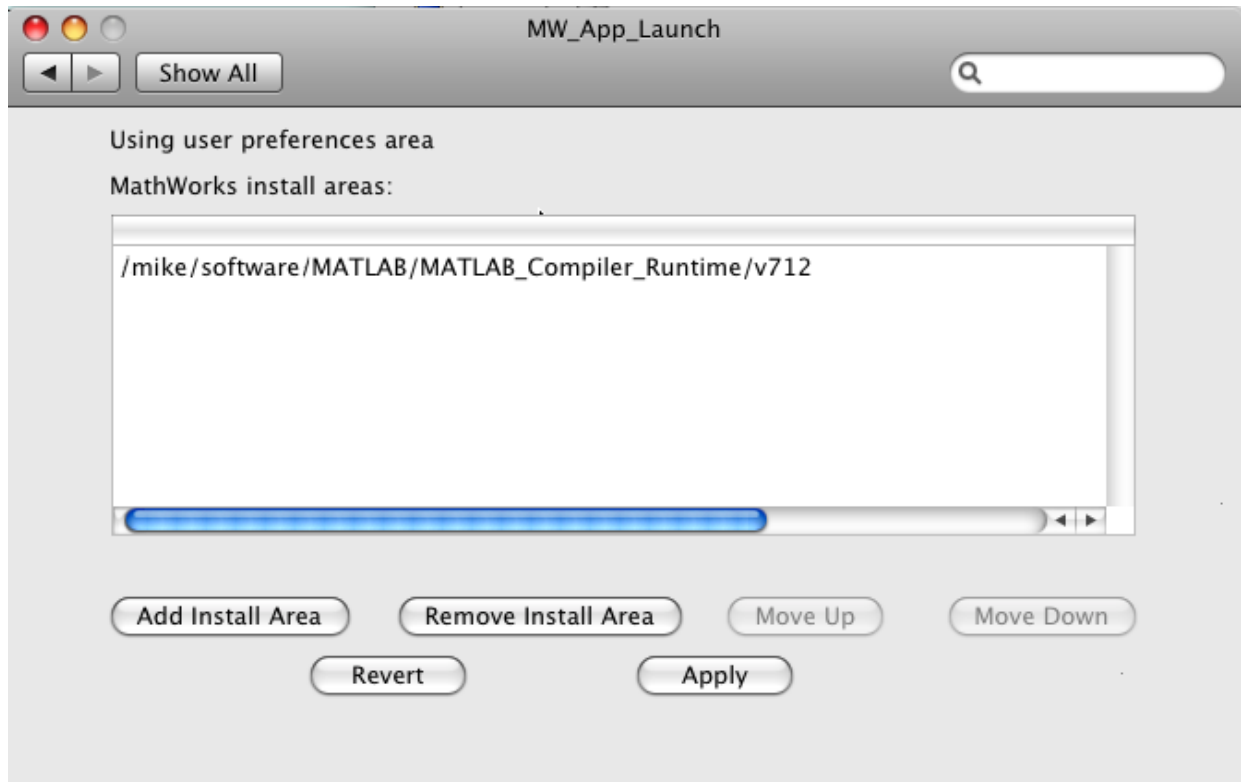 MW_App_Launch
Show All
Using user preferences area
MathWorks install areas:
/mike/software/MATLAB/MATLAB_Compiler_Runtime/v712
Add Install Area Remove Install Area Move Up Move Down
Revert Apply